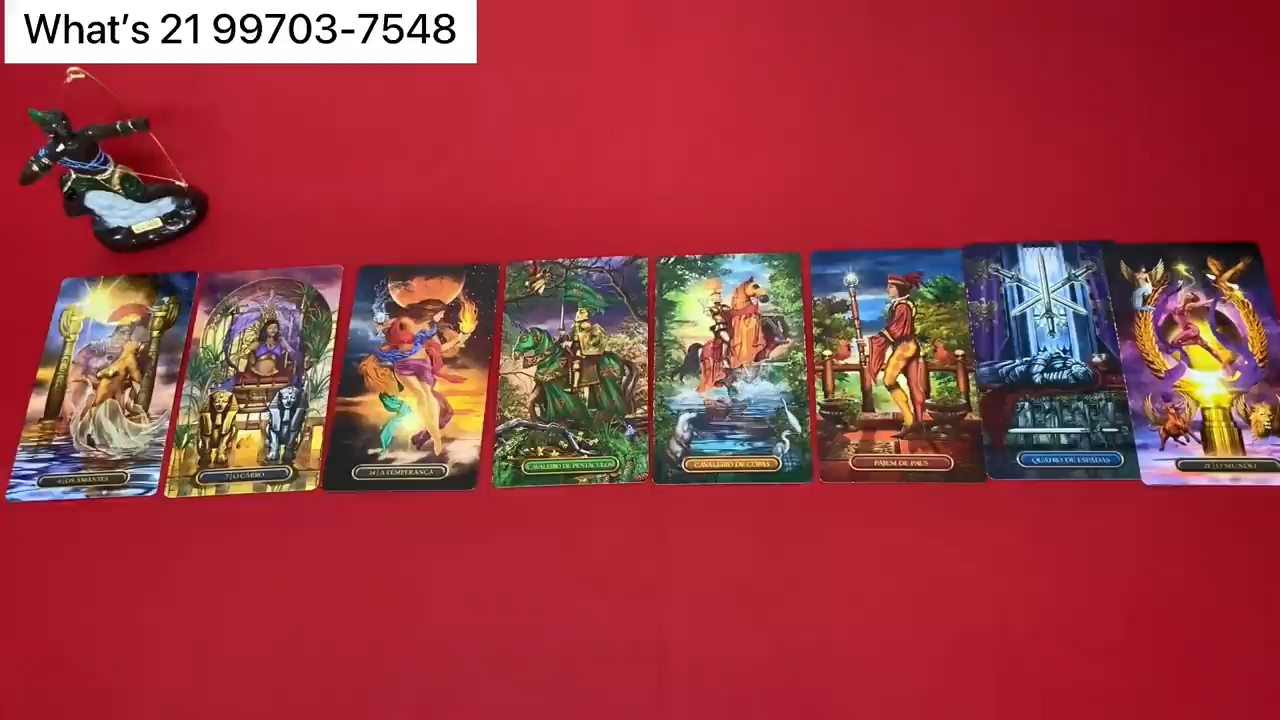 What's 21 99703-7548
6 | OS AMANTES
7 | O CARRO
14 | A TEMPERANÇA
CAVALEIRO DE PENTÁCULOS
CAVALEIRO DE COPAS
PAJEM DE PAUS
QUATRO DE ESPADAS
21 | O MUNDO